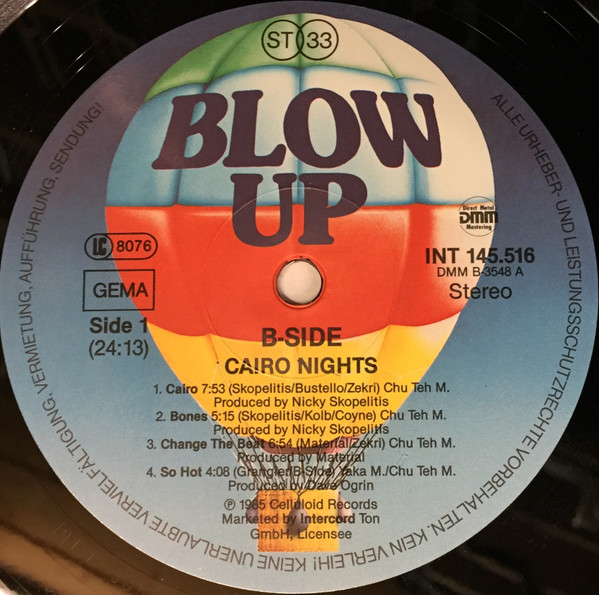 ST 33
BLOW
UP
Direct Metal
DMM
Mastering
LC 8076
GEMA
INT 145.516
DMM B-3548 A
Stereo
Side 1
(24:13)
B-SIDE
CAIRO NIGHTS
1. Cairo 7:53 (Skopelitis/Bustello/Zekri) Chu Teh M.
Produced by Nicky Skopelitis
2. Bones 5:15 (Skopelitis/Kolb/Coyne) Chu Teh M.
Produced by Nicky Skopelitis
3. Change The Beat 6:54 (Material/Zekri) Chu Teh M.
Produced by Material
4. So Hot 4:08 (Grangier/B-Side) Yaka M./Chu Teh M.
Produced by Dave Ogrin
℗ 1985 Celluloid Records
Marketed by Intercord Ton
GmbH, Licensee
ALLE URHEBER- UND LEISTUNGSSCHUTZRECHTE VORBEHALTEN. KEIN VERLEIH! KEINE UNERLAUBTE VERVIELFÄLTIGUNG, VERMIETUNG, AUFFÜHRUNG, SENDUNG!